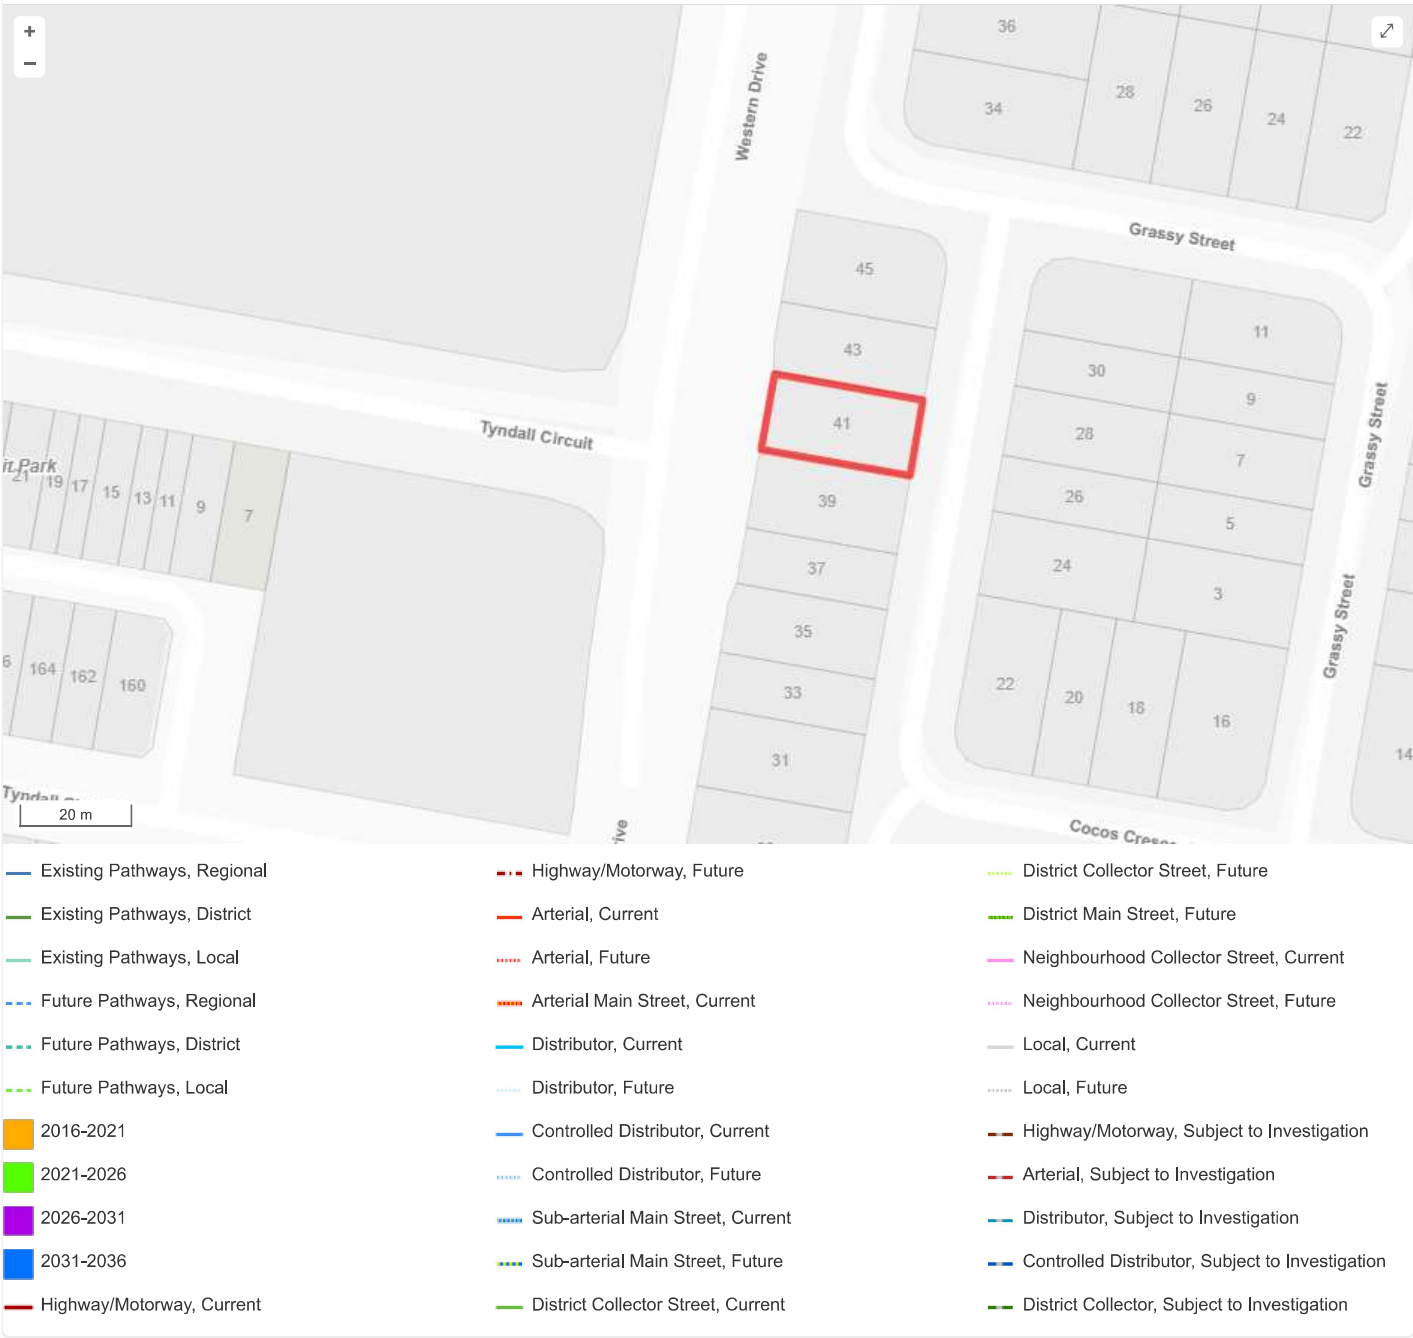 +
−
36
34
28
26
24
22
Western Drive
Grassy Street
45
43
41
39
37
35
33
31
11
30
9
28
7
26
5
24
3
22
20
18
16
14
Grassy Street
Grassy Street
Tyndall Circuit
it Park
21
19
17
15
13
11
9
7
6
164
162
160
20 m
Cocos
Existing Pathways, Regional
Existing Pathways, District
Existing Pathways, Local
Future Pathways, Regional
Future Pathways, District
Future Pathways, Local
2016-2021
2021-2026
2026-2031
2031-2036
Highway/Motorway, Current
Highway/Motorway, Future
Arterial, Current
Arterial, Future
Arterial Main Street, Current
Distributor, Current
Distributor, Future
Controlled Distributor, Current
Controlled Distributor, Future
Sub-arterial Main Street, Current
Sub-arterial Main Street, Future
District Collector Street, Current
District Collector Street, Future
District Main Street, Future
Neighbourhood Collector Street, Current
Neighbourhood Collector Street, Future
Local, Current
Local, Future
Highway/Motorway, Subject to Investigation
Arterial, Subject to Investigation
Distributor, Subject to Investigation
Controlled Distributor, Subject to Investigation
District Collector, Subject to Investigation